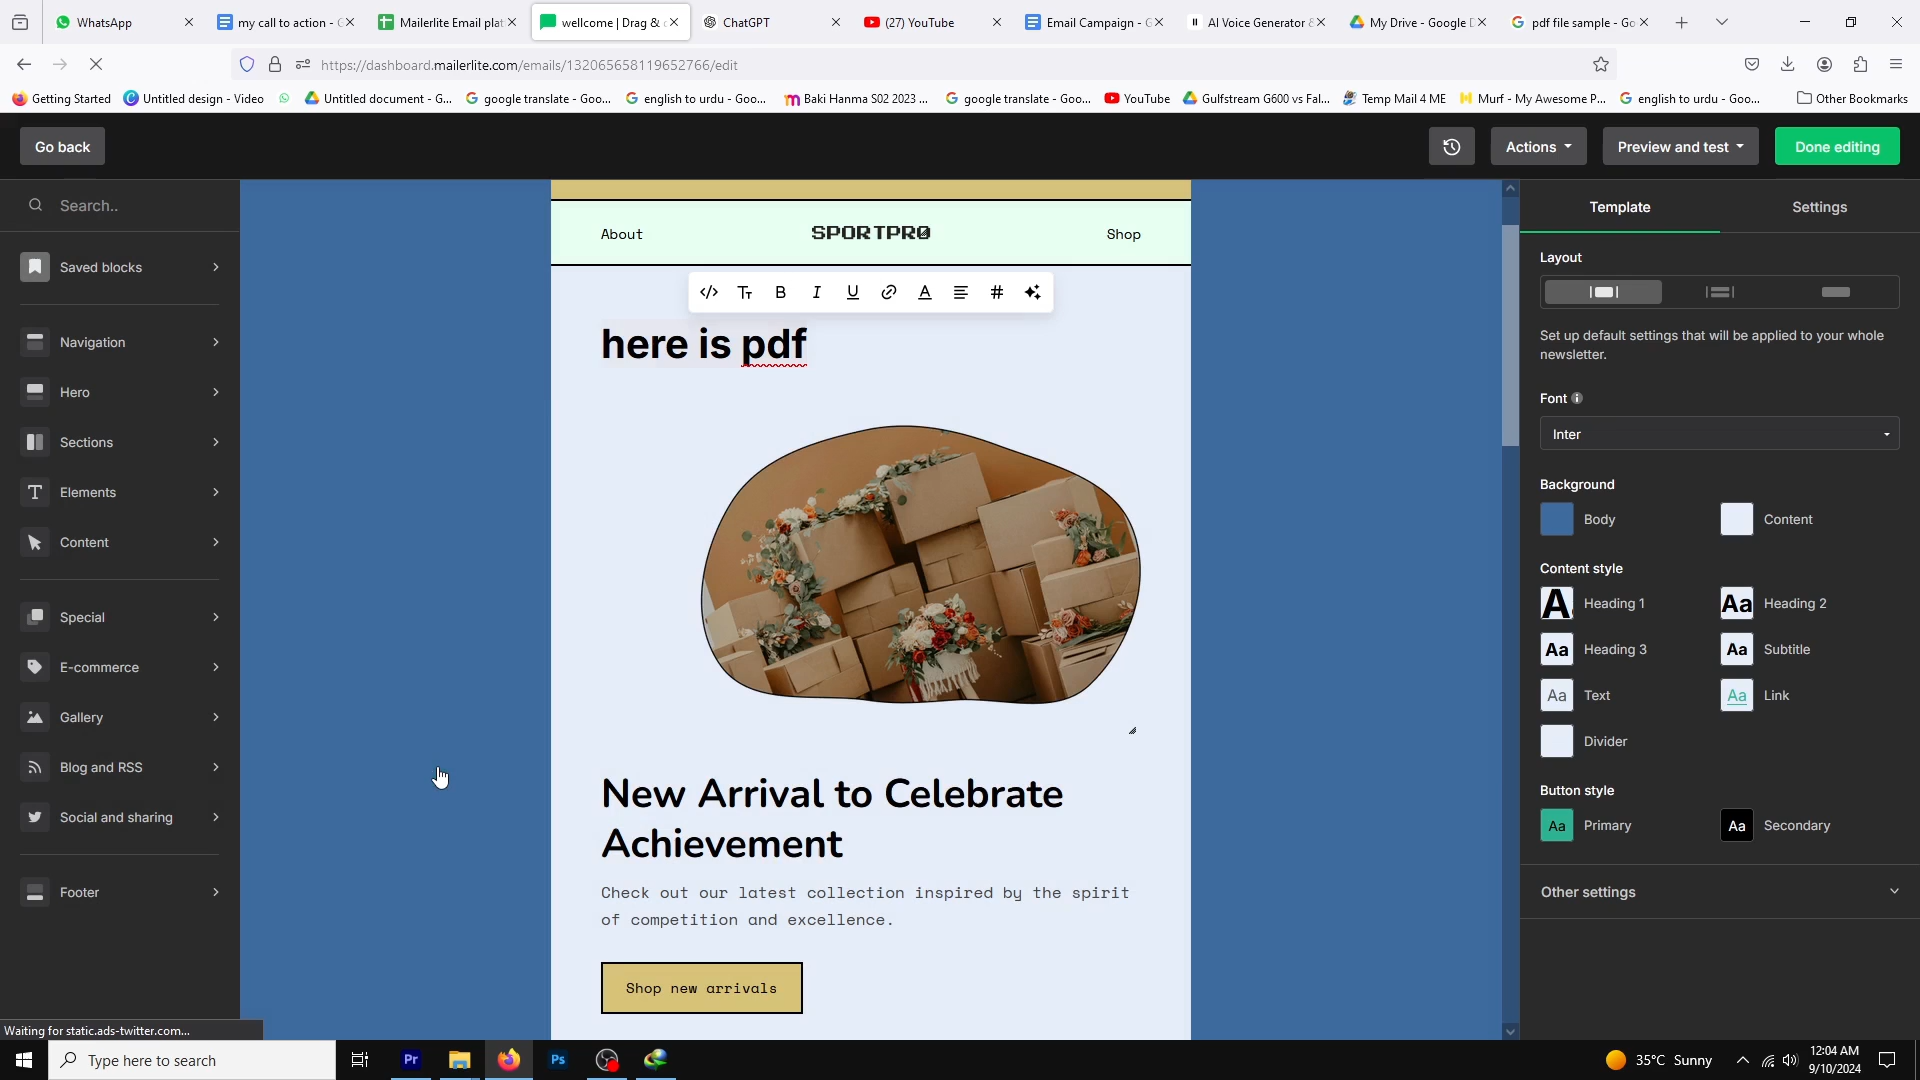 WhatsApp
my call to action - G
Mailerlite Email plat
wellcome | Drag & c
ChatGPT
(27) YouTube
Email Campaign - G
AI Voice Generator &
My Drive - Google D
pdf file sample - Go
https://dashboard.mailerlite.com/emails/132065658119652766/edit
Getting Started
Untitled design - Video
Untitled document - G...
google translate - Goo...
english to urdu - Goo...
Baki Hanma S02 2023 ...
google translate - Goo...
YouTube
Gulfstream G600 vs Fal...
Temp Mail 4 ME
Murf - My Awesome P...
english to urdu - Goo...
Other Bookmarks
Go back
Actions
Preview and test
Done editing
Search..
Saved blocks
Navigation
Hero
Sections
Elements
Content
Special
E-commerce
Gallery
Blog and RSS
Social and sharing
Footer
About
SPORTPRO
Shop
here is pdf
New Arrival to Celebrate
Achievement
Check out our latest collection inspired by the spirit
of competition and excellence.
Shop new arrivals
Template
Settings
Layout
Set up default settings that will be applied to your whole
newsletter.
Font
Inter
Background
Body
Content
Content style
Heading 1
Heading 2
Heading 3
Subtitle
Text
Link
Divider
Button style
Primary
Secondary
Other settings
Waiting for static.ads-twitter.com...
Type here to search
35°C Sunny
12:04 AM
9/10/2024